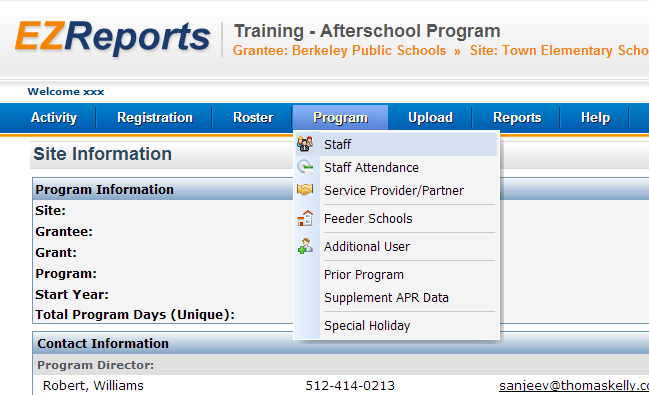 EZReports
Training - Afterschool Program
Grantee: Berkeley Public Schools » Site: Town Elementary Scho
Welcome xxx
Activity Registration Roster Program Upload Reports Help
Site Information
Staff
Staff Attendance
Service Provider/Partner
Feeder Schools
Additional User
Prior Program
Supplement APR Data
Special Holiday
Program Information
Site:
Grantee:
Grant:
Program:
Start Year:
Total Program Days (Unique):
Contact Information
Program Director:
Robert, Williams 512-414-0213 sanjeev@thomaskelly.c